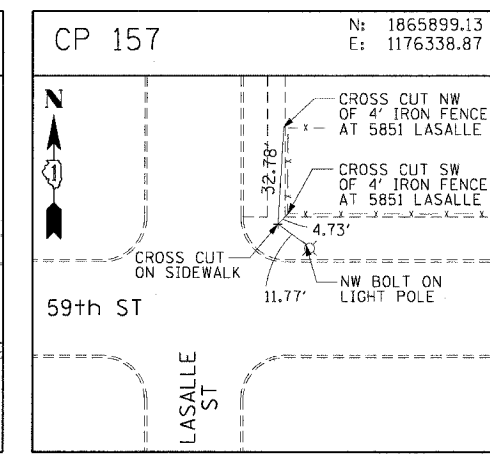 CP 157
N: 1865899.13
E: 1176338.87
N
CROSS CUT NW
OF 4' IRON FENCE
AT 5851 LASALLE
32.78'
CROSS CUT SW
OF 4' IRON FENCE
AT 5851 LASALLE
4.73'
CROSS CUT
ON SIDEWALK
NW BOLT ON
LIGHT POLE
11.77'
59th ST
LASALLE
ST